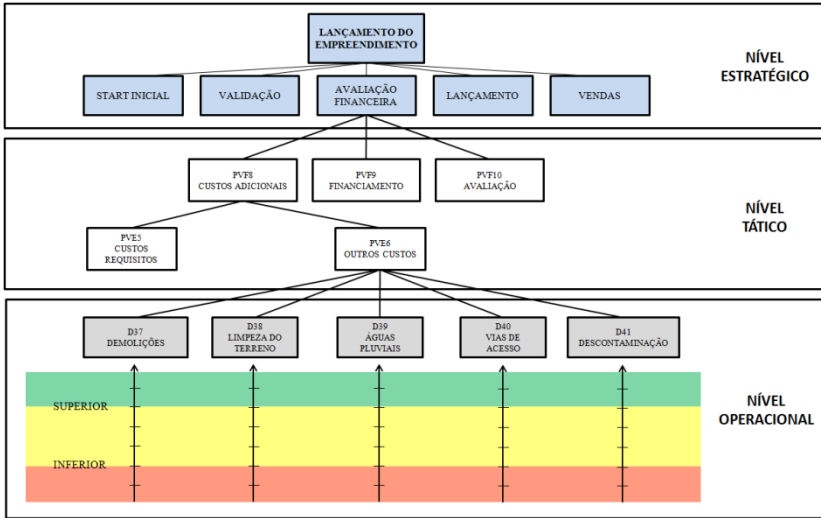 LANÇAMENTO DO
EMPREENDIMENTO
NÍVEL
ESTRATÉGICO
START INICIAL
VALIDAÇÃO
AVALIAÇÃO
FINANCEIRA
LANÇAMENTO
VENDAS
PVF8
CUSTOS ADICIONAIS
PVF9
FINANCIAMENTO
PVF10
AVALIAÇÃO
NÍVEL
TÁTICO
PVE5
CUSTOS
REQUISITOS
PVE6
OUTROS CUSTOS
D37
DEMOLIÇÕES
D38
LIMPEZA DO
TERRENO
D39
ÁGUAS
PLUVIAIS
D40
VIAS DE
ACESSO
D41
DESCONTAMINAÇÃO
NÍVEL
OPERACIONAL
SUPERIOR
INFERIOR